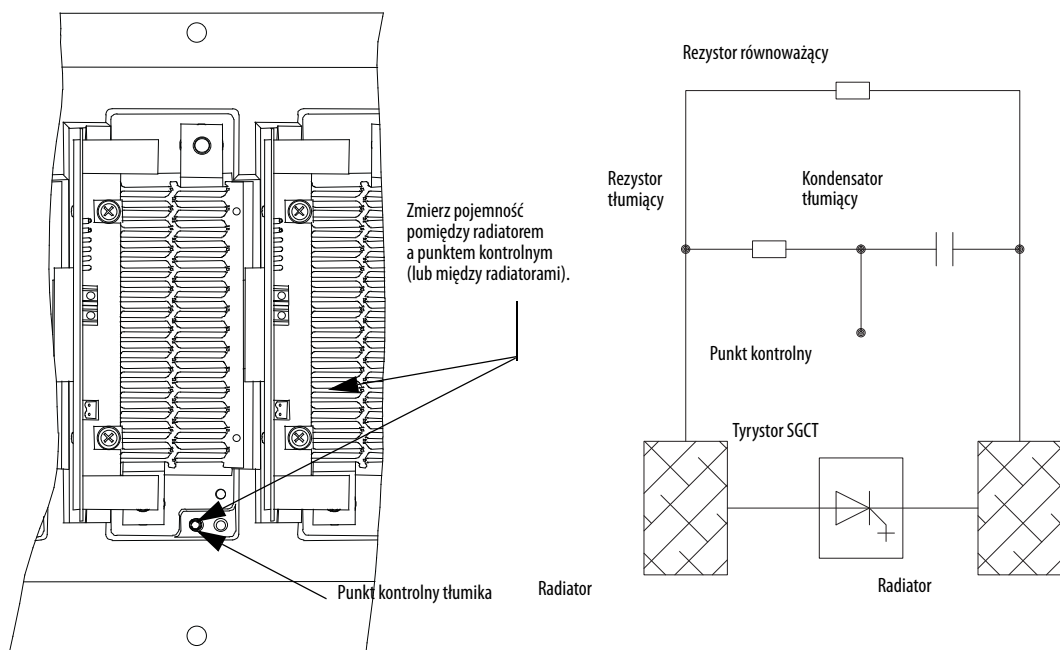 Rezystor równoważący
Rezystor
tłumiący
Kondensator
tłumiący
Zmierz pojemność
pomiędzy radiatorem
a punktem kontrolnym
(lub między radiatorami).
Punkt kontrolny
Tyrystor SGCT
Punkt kontrolny tłumika
Radiator
Radiator